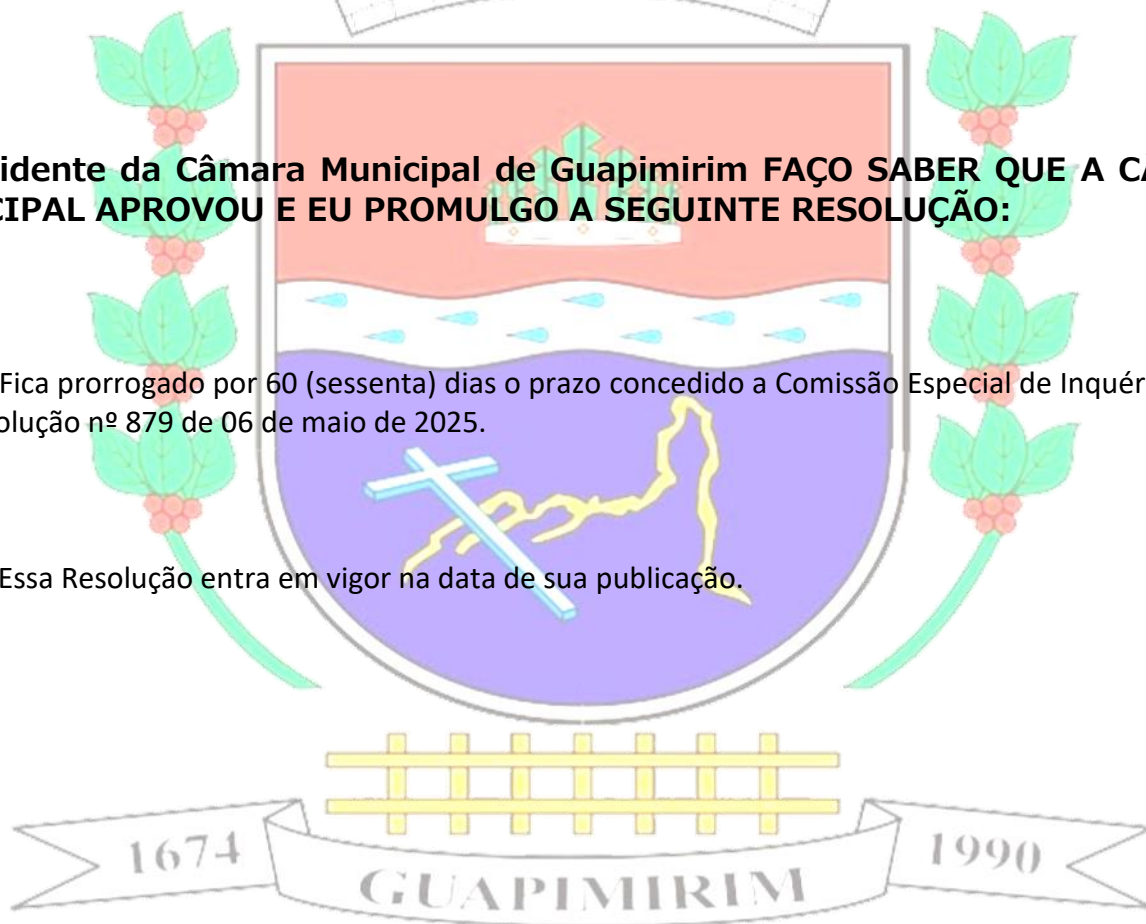 idente da Câmara Municipal de Guapimirim FAÇO SABER QUE A CA
CIPAL APROVOU E EU PROMULGO A SEGUINTE RESOLUÇÃO:
Fica prorrogado por 60 (sessenta) dias o prazo concedido a Comissão Especial de Inquér
olução nº 879 de 06 de maio de 2025.
Essa Resolução entra em vigor na data de sua publicação.
1674
GUAPIMIRIM
1990